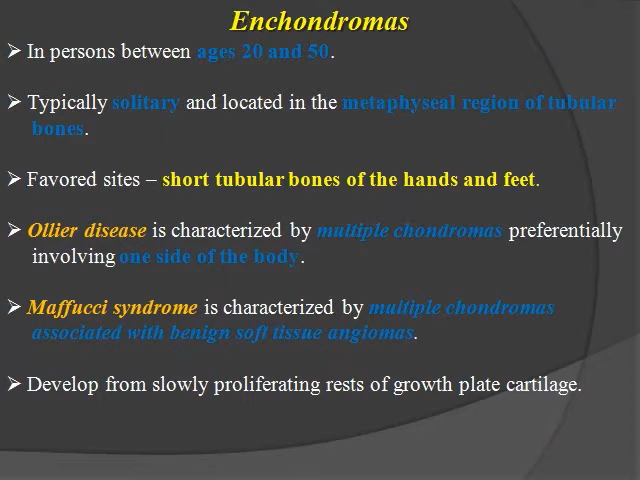 Enchondromas
➢ In persons between ages 20 and 50.
➢ Typically solitary and located in the metaphyseal region of tubular
bones.
➢ Favored sites – short tubular bones of the hands and feet.
➢ Ollier disease is characterized by multiple chondromas preferentially
involving one side of the body.
➢ Maffucci syndrome is characterized by multiple chondromas
associated with benign soft tissue angiomas.
➢ Develop from slowly proliferating rests of growth plate cartilage.